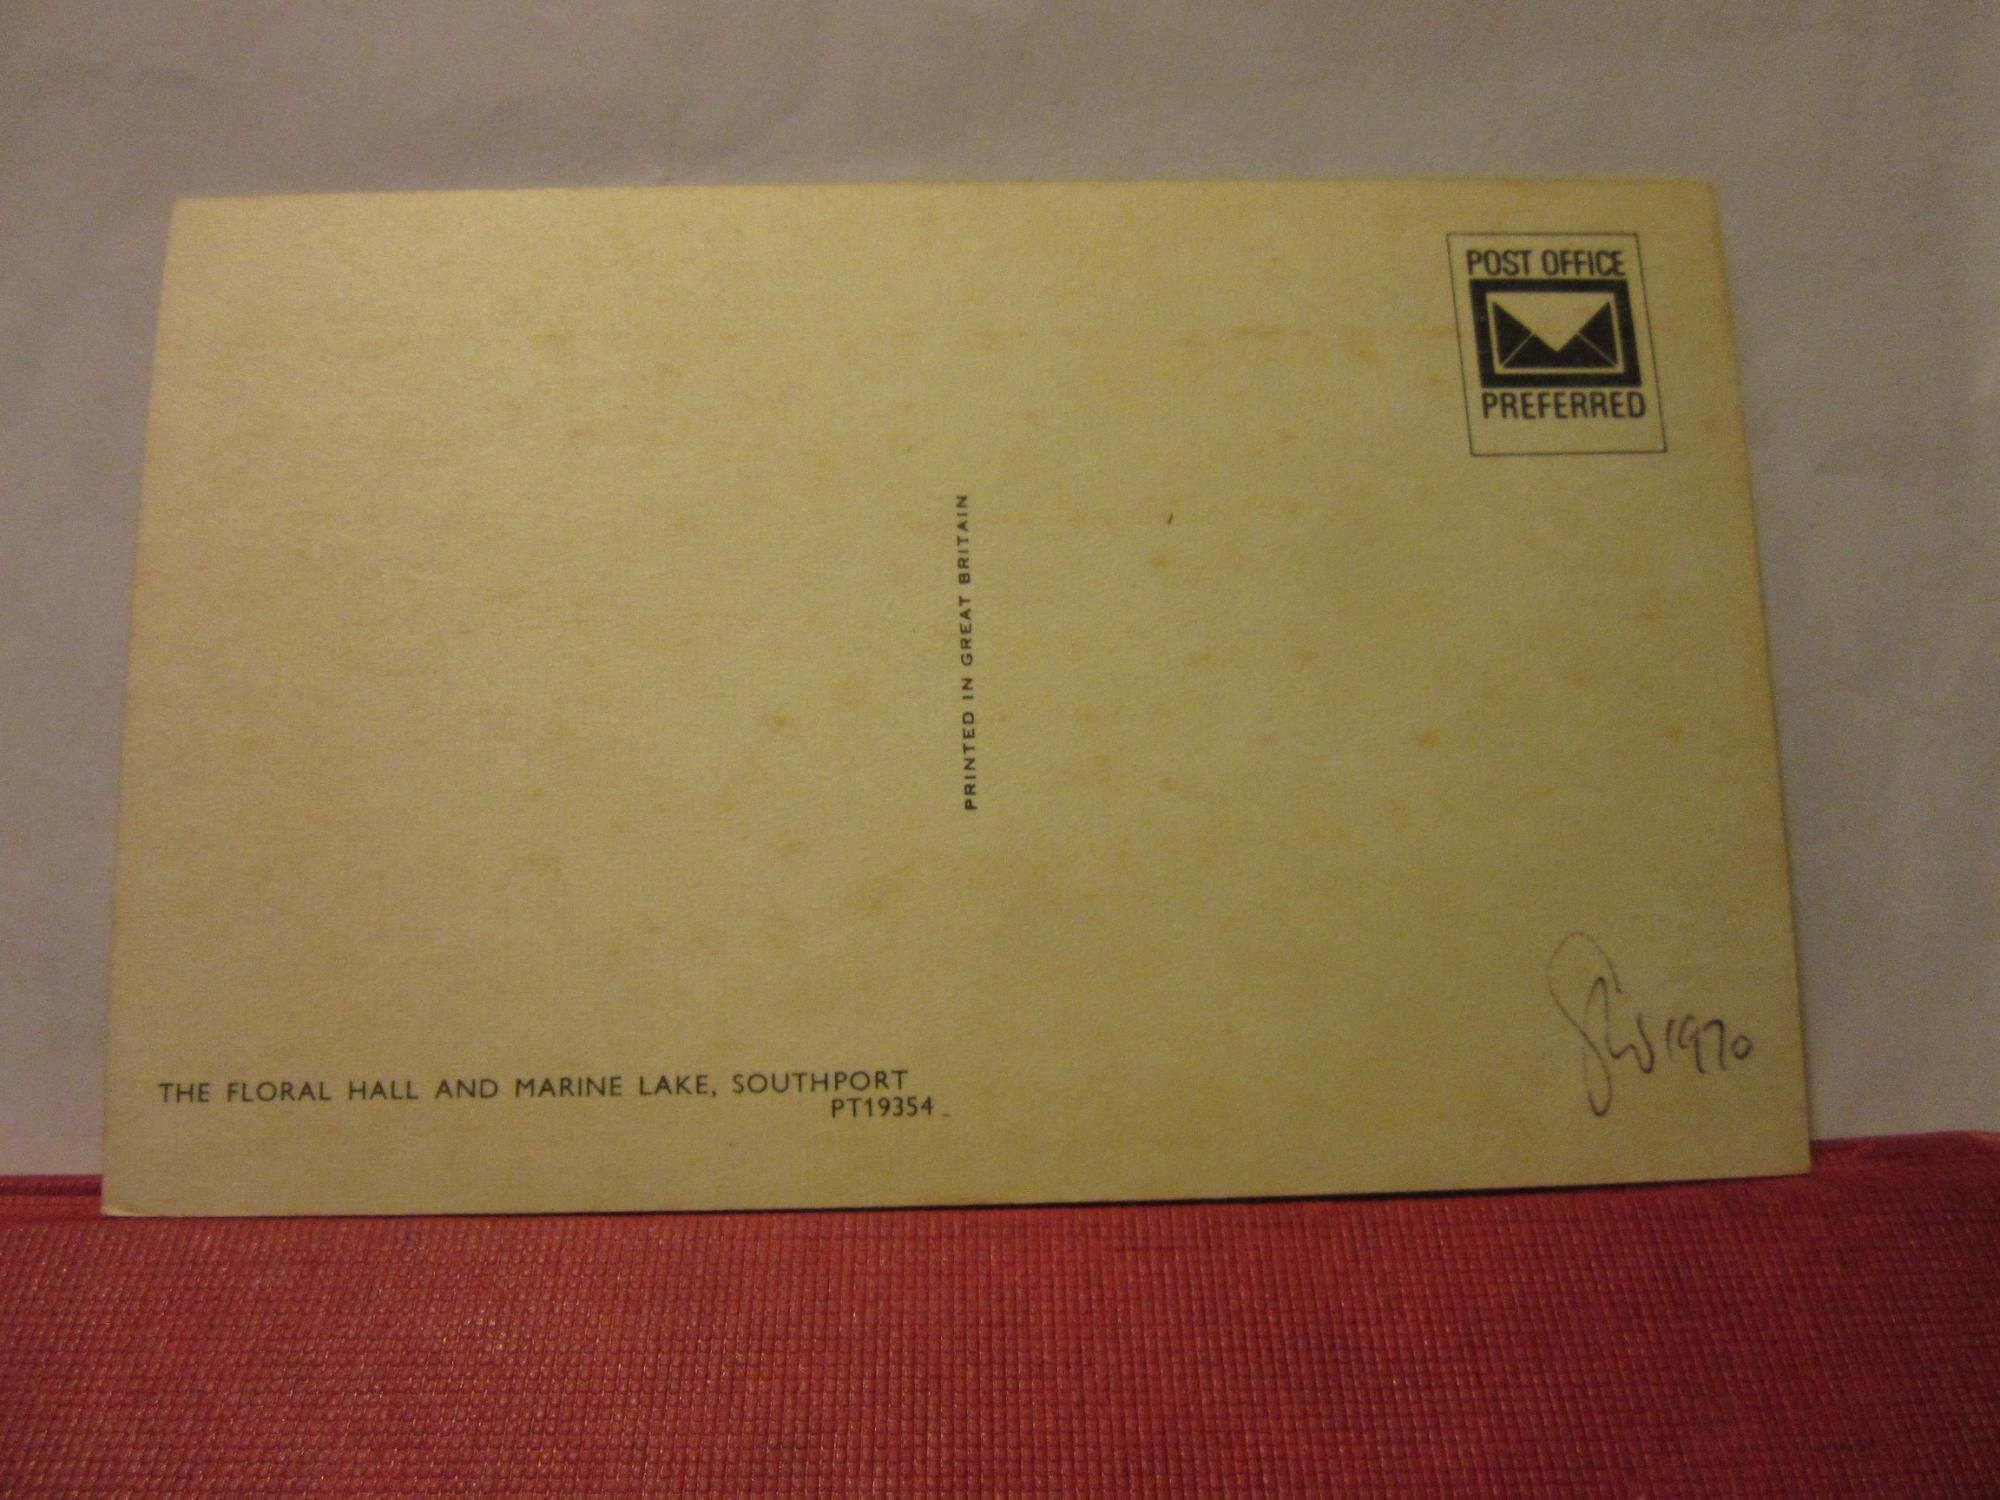 POST OFFICE
PREFERRED
PRINTED IN GREAT BRITAIN
THE FLORAL HALL AND MARINE LAKE, SOUTHPORT
PT19354
1970